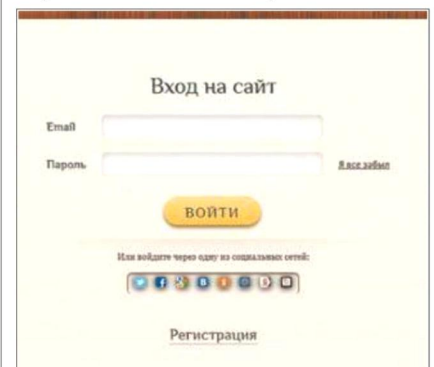 Вход на сайт
Email
Пароль Я все забыл
ВОЙТИ
Или войдите через одну из социальных сетей:
Регистрация